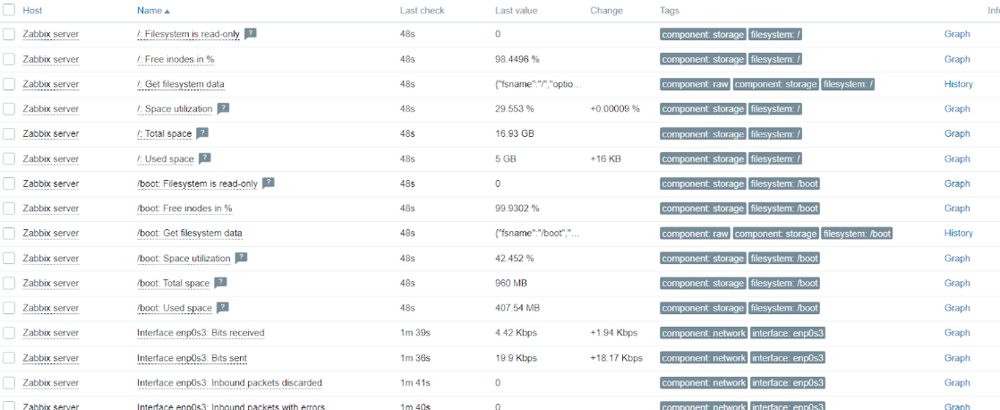 Host Name Last check Last value Change Tags Inf
Zabbix server /: Filesystem is read-only ? 48s 0 component: storage filesystem: / Graph
Zabbix server /: Free inodes in % 48s 98.4496 % component: storage filesystem: / Graph
Zabbix server /: Get filesystem data 48s {"fsname":"/","optio... component: raw component: storage filesystem: / History
Zabbix server /: Space utilization ? 48s 29.553 % +0.00009 % component: storage filesystem: / Graph
Zabbix server /: Total space ? 48s 16.93 GB component: storage filesystem: / Graph
Zabbix server /: Used space ? 48s 5 GB +16 KB component: storage filesystem: / Graph
Zabbix server /boot: Filesystem is read-only ? 48s 0 component: storage filesystem: /boot Graph
Zabbix server /boot: Free inodes in % 48s 99.9302 % component: storage filesystem: /boot Graph
Zabbix server /boot: Get filesystem data 48s {"fsname":"/boot","... component: raw component: storage filesystem: /boot History
Zabbix server /boot: Space utilization ? 48s 42.452 % component: storage filesystem: /boot Graph
Zabbix server /boot: Total space ? 48s 960 MB component: storage filesystem: /boot Graph
Zabbix server /boot: Used space ? 48s 407.54 MB component: storage filesystem: /boot Graph
Zabbix server Interface enp0s3: Bits received 1m 39s 4.42 Kbps +1.94 Kbps component: network interface: enp0s3 Graph
Zabbix server Interface enp0s3: Bits sent 1m 36s 19.9 Kbps +18.17 Kbps component: network interface: enp0s3 Graph
Zabbix server Interface enp0s3: Inbound packets discarded 1m 41s 0 component: network interface: enp0s3 Graph
Zabbix server Interface enp0s3: Inbound packets with errors 1m 40s 0 component: network interface: enp0s3 Graph